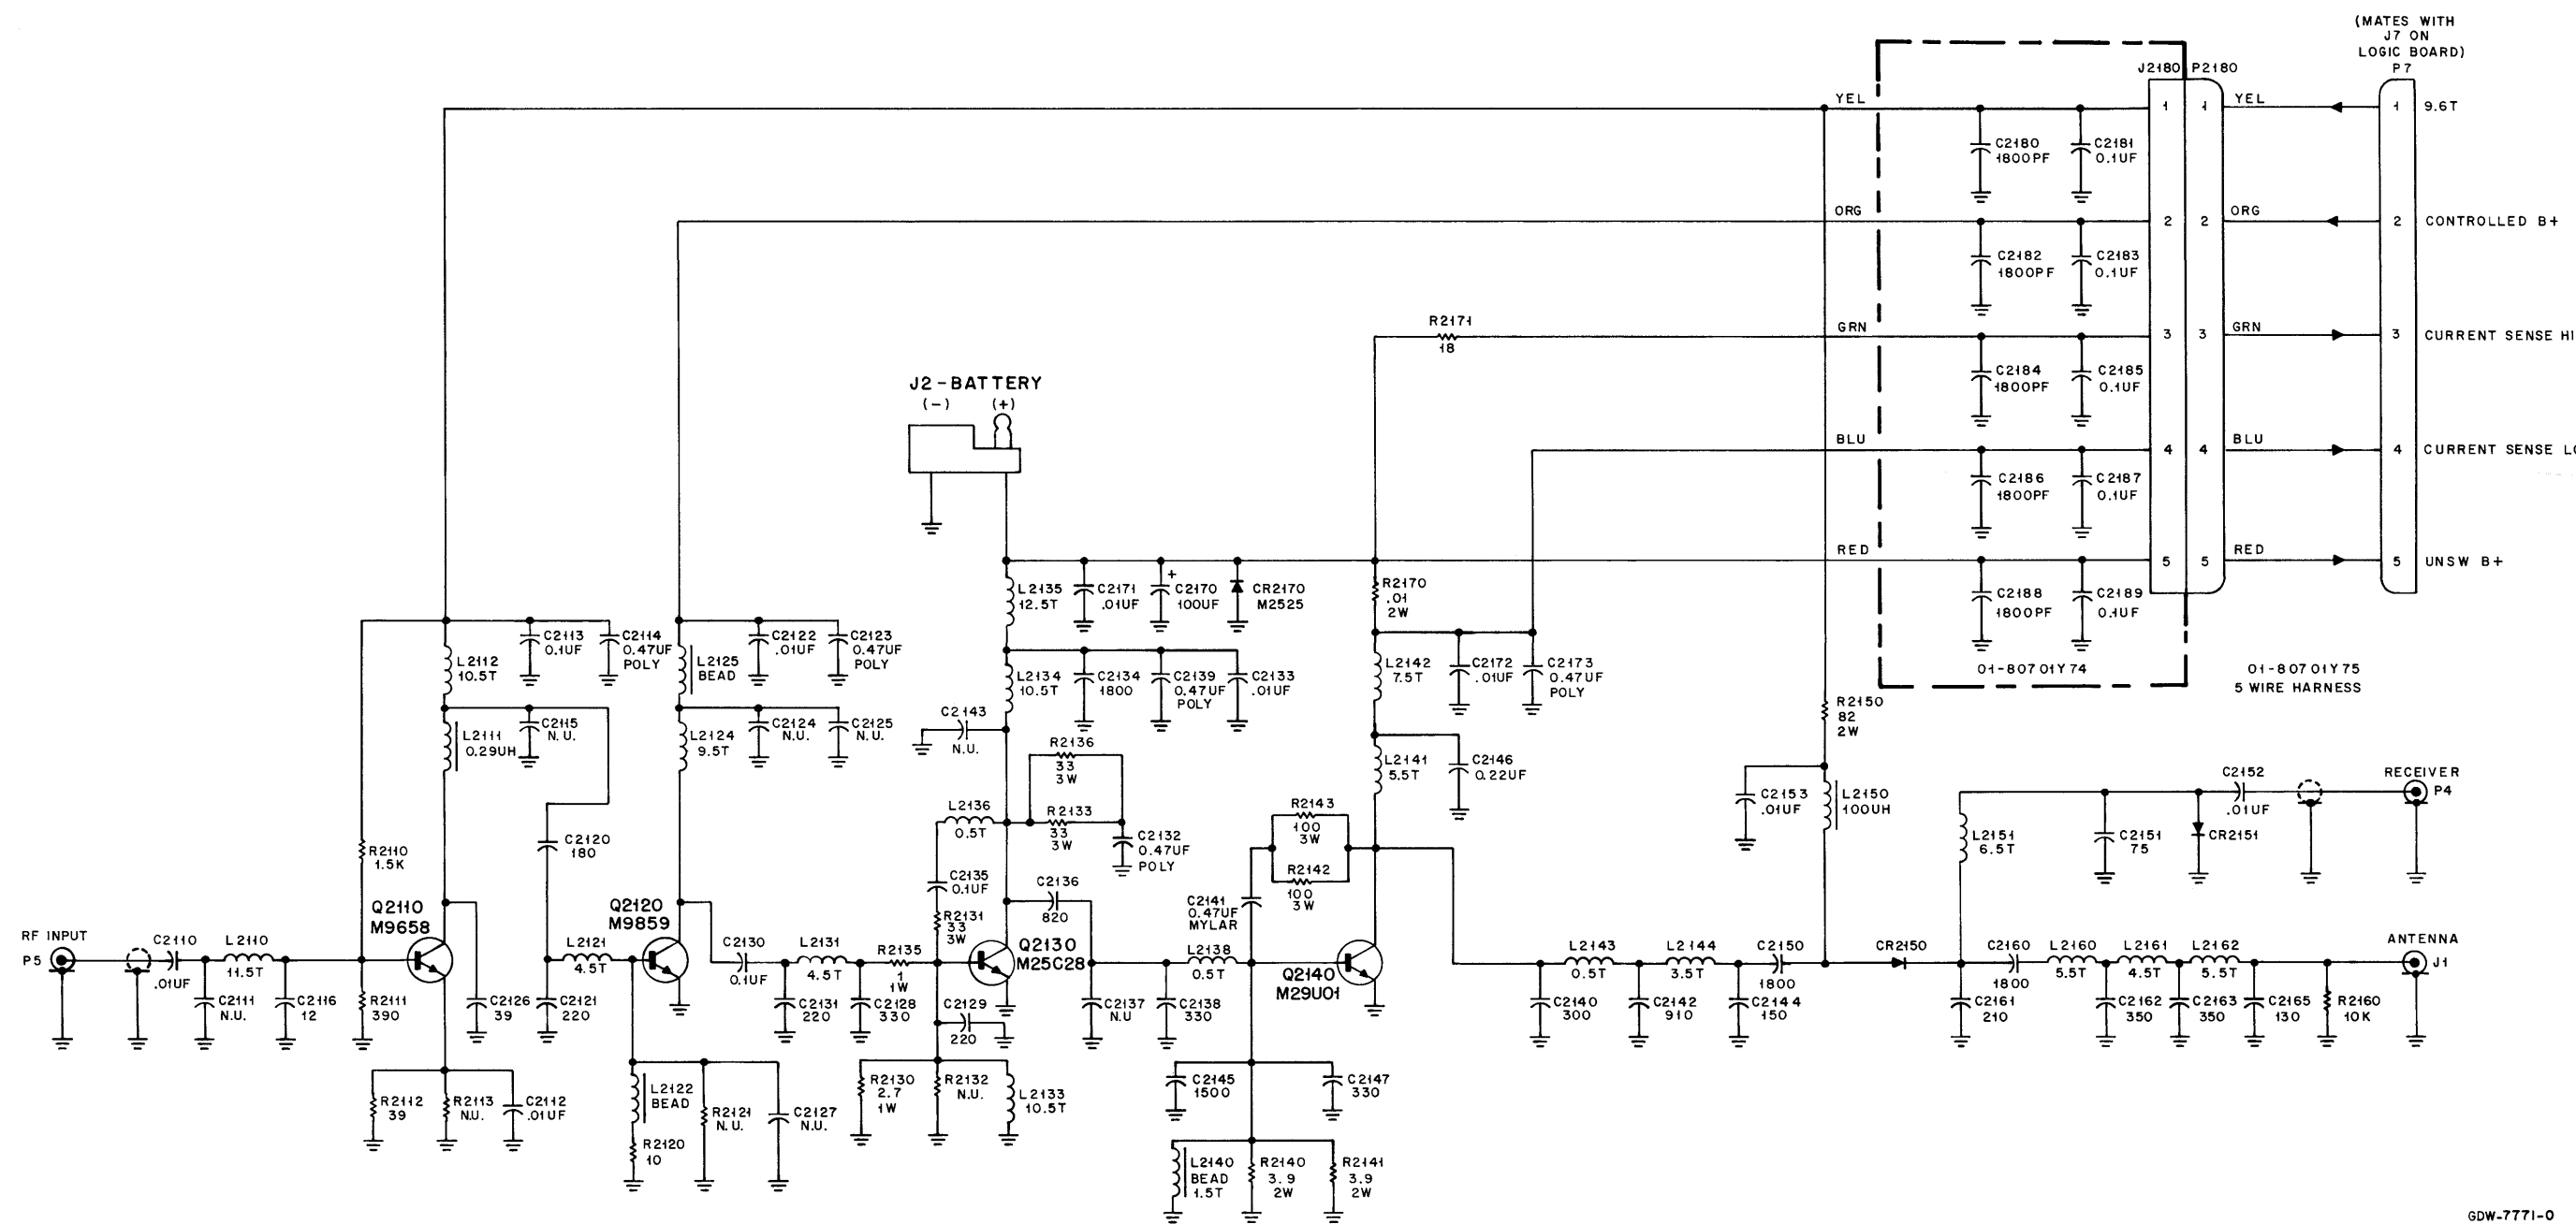 (MATES WITH
J7 ON
LOGIC BOARD)
J2180
P2180
P7
YEL
1
1
YEL
1
9.6T
C2180
1800PF
C2181
0.1UF
ORG
2
2
ORG
2
CONTROLLED B+
C2182
1800PF
C2183
0.1UF
GRN
3
3
GRN
3
CURRENT SENSE HI
R2171
18
C2184
1800PF
C2185
0.1UF
J2-BATTERY
(-)
(+)
BLU
4
4
BLU
4
CURRENT SENSE
C2186
1800PF
C2187
0.1UF
RED
5
5
RED
5
UNSW B+
C2188
1800PF
C2189
0.1UF
01-80701Y74
01-80701Y75
5 WIRE HARNESS
L2135
12.5T
C2171
.01UF
+
C2170
100UF
CR2170
M2525
R2170
.01
2W
L2112
10.5T
C2113
0.1UF
C2114
0.47UF
POLY
L2125
BEAD
C2122
.01UF
C2123
0.47UF
POLY
L2134
10.5T
C2134
1800
C2139
0.47UF
POLY
C2133
.01UF
L2142
7.5T
C2172
.01UF
C2173
0.47UF
POLY
L2111
0.29UH
C2115
N.U.
L2124
9.5T
C2124
N.U.
C2125
N.U.
C2143
N.U.
R2136
33
3W
L2141
5.5T
C2146
0.22UF
R2150
82
2W
C2153
.01UF
L2150
100UH
C2152
.01UF
RECEIVER
P4
L2151
6.5T
C2151
75
CR2151
R2110
1.5K
C2120
180
L2136
0.5T
R2133
33
3W
C2132
0.47UF
POLY
R2143
100
3W
R2142
100
3W
C2135
0.1UF
C2136
820
C2141
0.47UF
MYLAR
R2131
33
3W
RF INPUT
P5
C2110
.01UF
L2110
11.5T
Q2110
M9658
L2121
4.5T
Q2120
M9859
C2130
0.1UF
L2131
4.5T
R2135
1
1W
Q2130
M25C28
L2138
0.5T
Q2140
M29U01
L2143
0.5T
L2144
3.5T
C2150
1800
CR2150
C2160
1800
L2160
5.5T
L2161
4.5T
L2162
5.5T
ANTENNA
J1
C2111
N.U.
C2116
12
R2111
390
C2126
39
C2121
220
C2131
220
C2128
330
C2129
220
C2137
N.U
C2138
330
C2140
300
C2142
910
C2144
150
C2161
210
C2162
350
C2163
350
C2165
130
R2160
10K
R2112
39
R2113
N.U.
C2112
.01UF
L2122
BEAD
R2121
N.U.
C2127
N.U.
R2120
10
R2130
2.7
1W
R2132
N.U.
L2133
10.5T
C2145
1500
C2147
330
L2140
BEAD
1.5T
R2140
3.9
2W
R2141
3.9
2W
GDW-7771-O